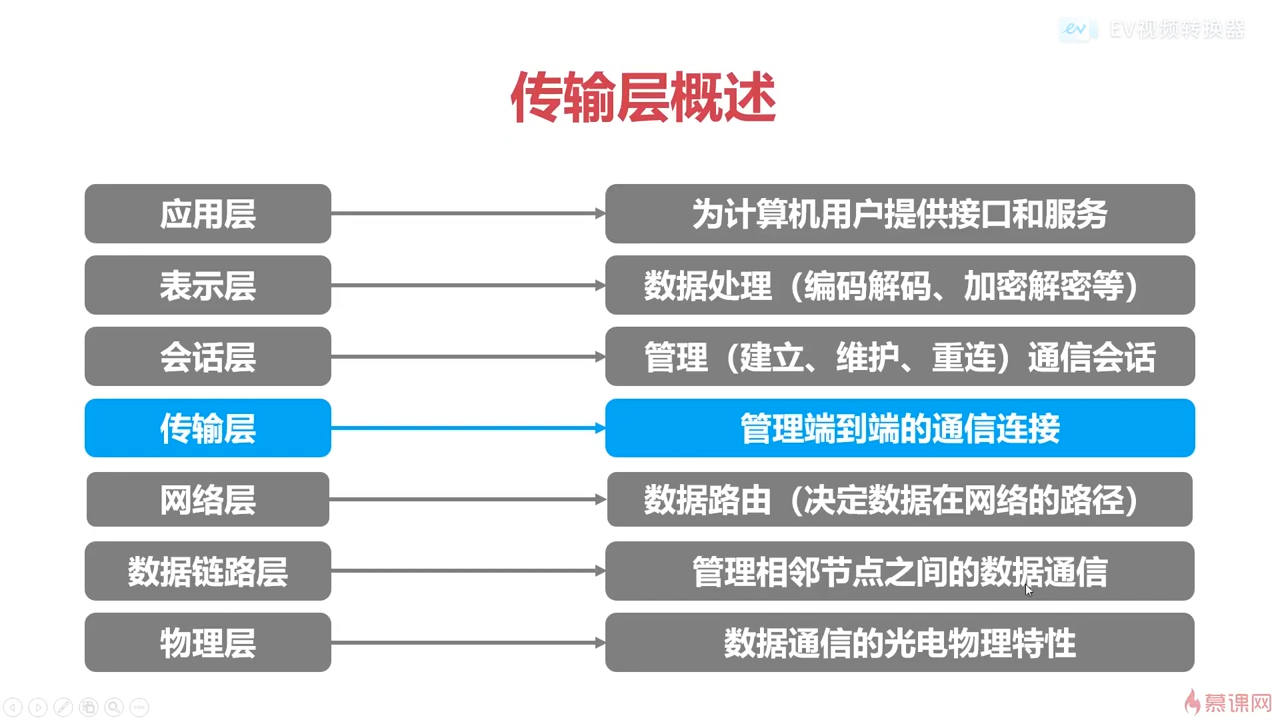 EV视频转换器
传输层概述
应用层 为计算机用户提供接口和服务
表示层 数据处理（编码解码、加密解密等）
会话层 管理（建立、维护、重连）通信会话
传输层 管理端到端的通信连接
网络层 数据路由（决定数据在网络的路径）
数据链路层 管理相邻节点之间的数据通信
物理层 数据通信的光电物理特性
慕课网